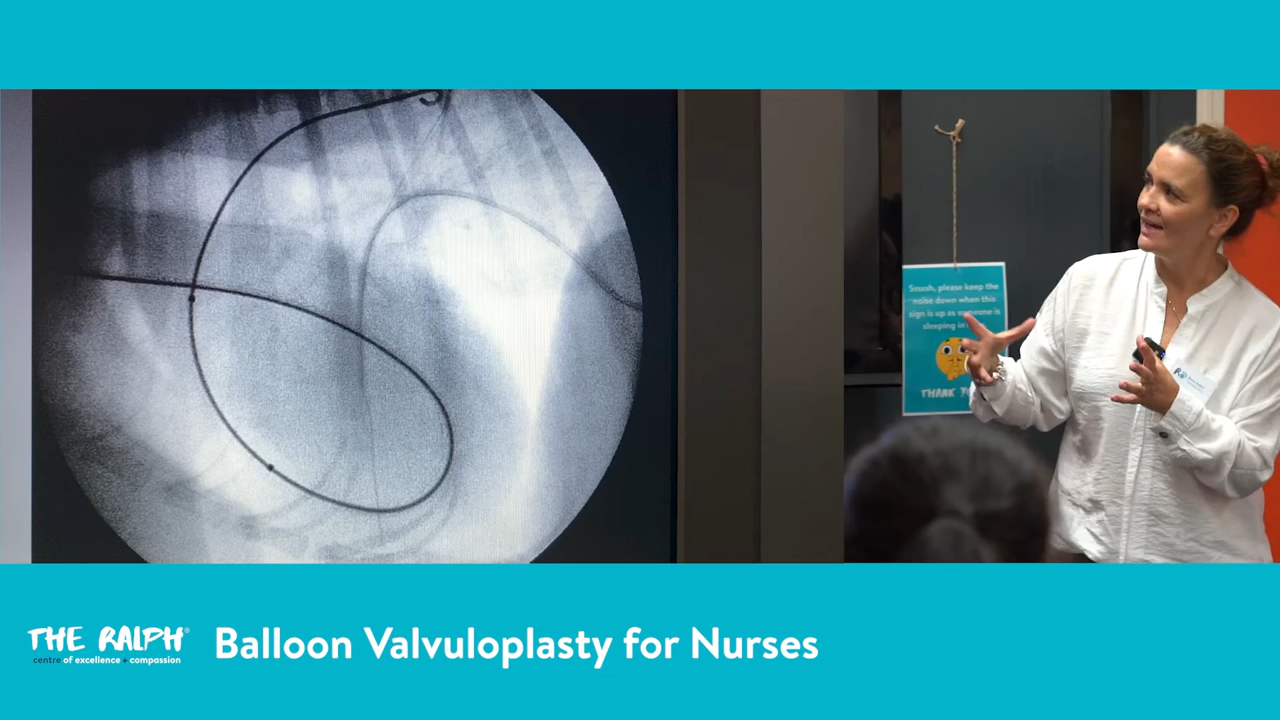 Sssush, please keep the
noise down when this
sign is up as someone is
sleeping in
THANK
THE RALPH®
centre of excellence + compassion
Balloon Valvuloplasty for Nurses